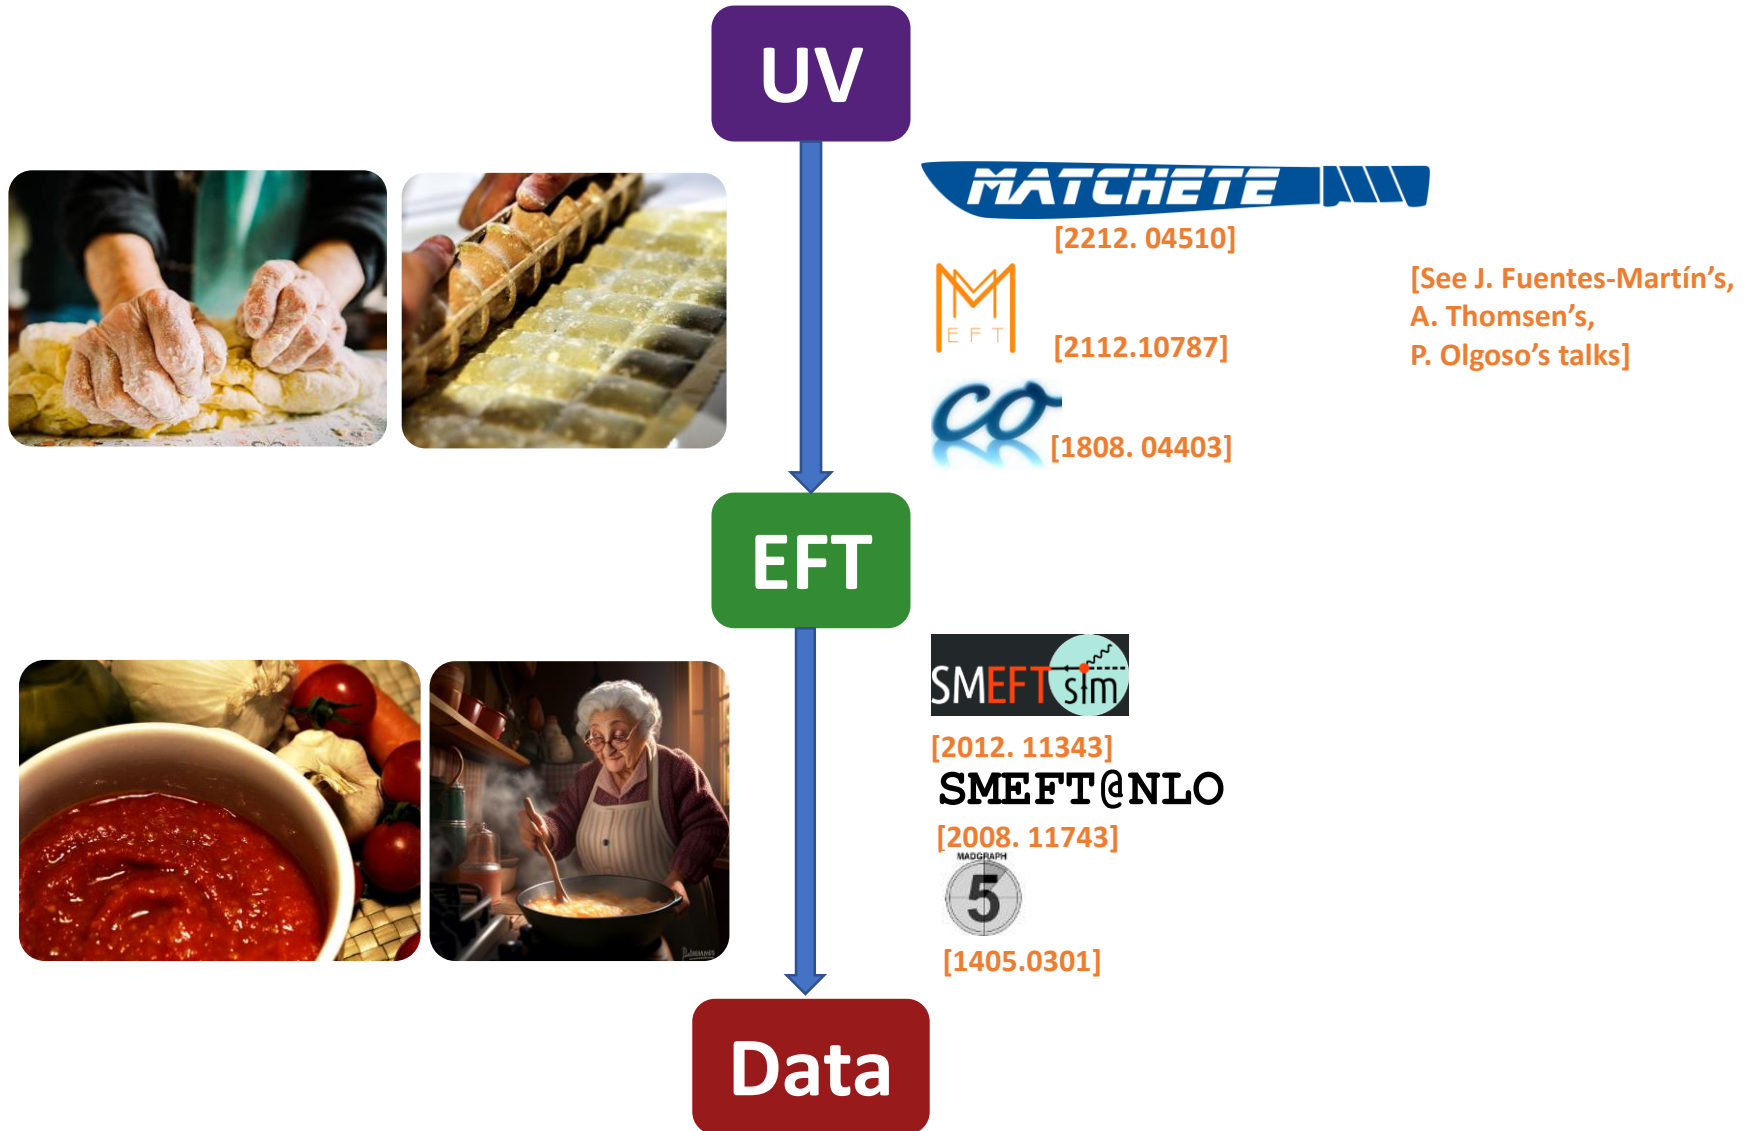 UV
MATCHETE
[2212. 04510]
[See J. Fuentes-Martín’s,
A. Thomsen’s,
P. Olgoso’s talks]
MM
EFT
[2112.10787]
CO
[1808. 04403]
EFT
SMEFTsim
[2012. 11343]
SMEFT@NLO
[2008. 11743]
MADGRAPH
5
[1405.0301]
Data